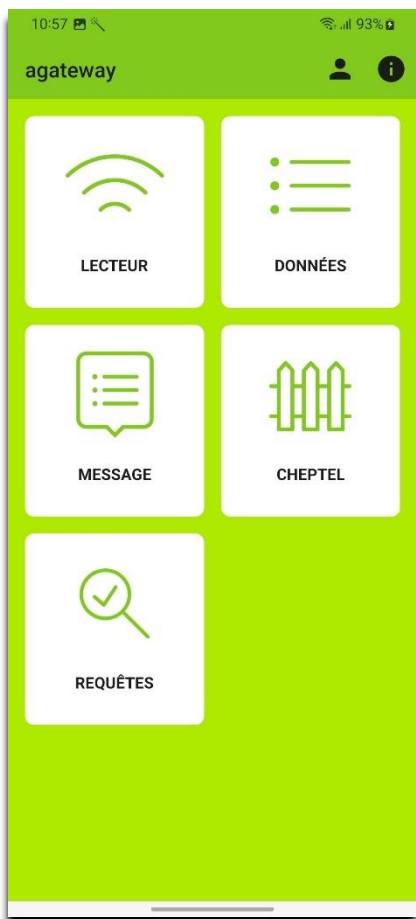 10:57 93%
agateway
LECTEUR DONNÉES
MESSAGE CHEPTEL
REQUÊTES